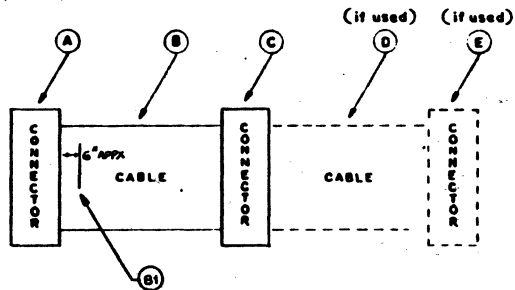 (if used) (if used)
A B C D E
CONNECTOR
6" APPX
CABLE
CONNECTOR
CABLE
CONNECTOR
B1